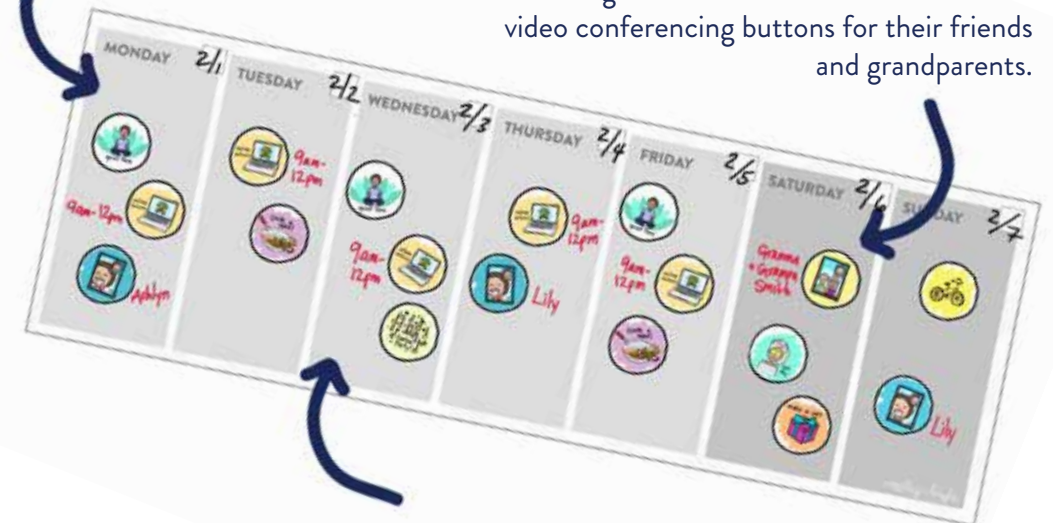 video conferencing buttons for their friends
and grandparents.
MONDAY 2/1
TUESDAY 2/2
WEDNESDAY 2/3
THURSDAY 2/4
FRIDAY 2/5
SATURDAY 2/6
SUNDAY 2/7
9am-12pm
9am-
12pm
9am-
12pm
9am-
12pm
9am-
12pm
Lily
Gramma
+ Grampa
Smith
Lily